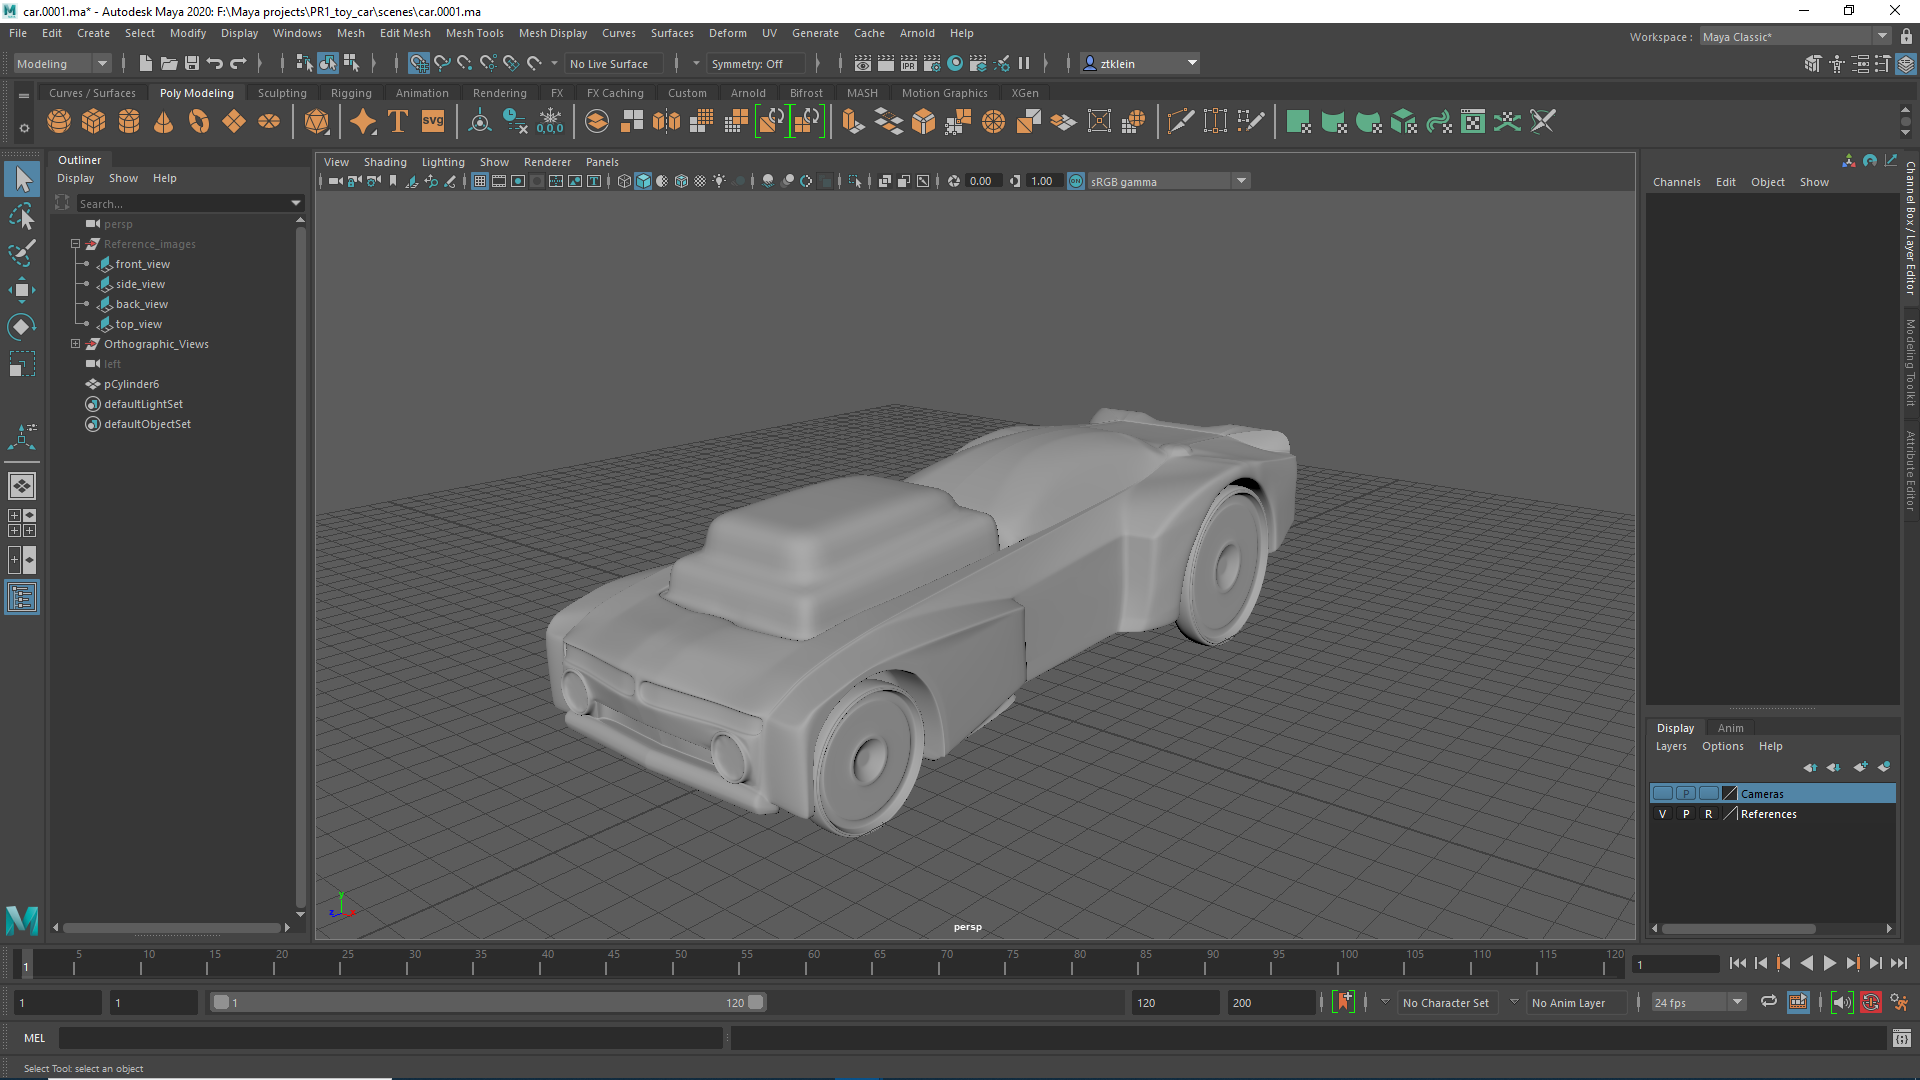 car.0001.ma* - Autodesk Maya 2020: F:\Maya projects\PR1_toy_car\scenes\car.0001.ma
File Edit Create Select Modify Display Windows Mesh Edit Mesh Mesh Tools Mesh Display Curves Surfaces Deform UV Generate Cache Arnold Help
Workspace : Maya Classic*
Modeling No Live Surface Symmetry: Off IPR ztklein
Curves / Surfaces Poly Modeling Sculpting Rigging Animation Rendering FX FX Caching Custom Arnold Bifrost MASH Motion Graphics XGen
T svg 0,0,0
Outliner
Display Show Help
Search...
persp
Reference_images
front_view
side_view
back_view
top_view
Orthographic_Views
left
pCylinder6
defaultLightSet
defaultObjectSet
View Shading Lighting Show Renderer Panels
0.00 1.00 ON sRGB gamma
y
z x
persp
Channels Edit Object Show
Channel Box / Layer Editor
Modeling Toolkit
Attribute Editor
Display Anim
Layers Options Help
P Cameras
V P R References
M
1 5 10 15 20 25 30 35 40 45 50 55 60 65 70 75 80 85 90 95 100 105 110 115 120 1
1 1 1 120 120 200 No Character Set No Anim Layer 24 fps
MEL
Select Tool: select an object